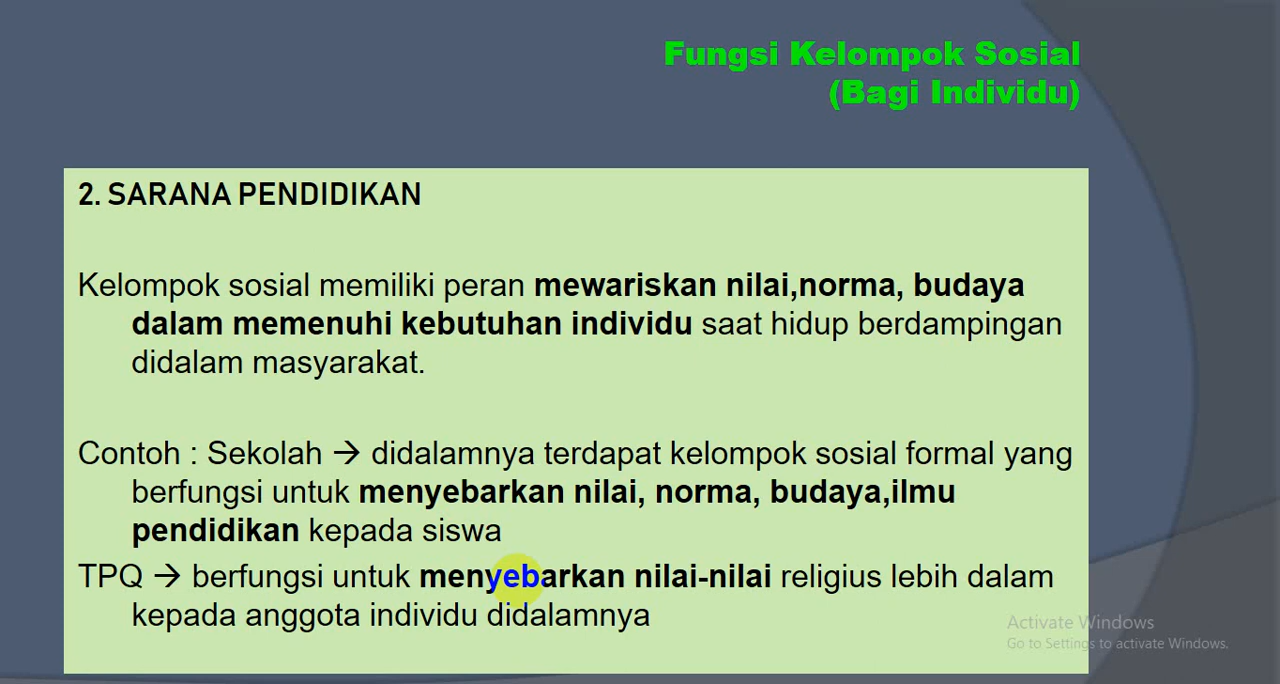 Fungsi Kelompok Sosial
(Bagi Individu)
2. SARANA PENDIDIKAN
Kelompok sosial memiliki peran mewariskan nilai,norma, budaya
dalam memenuhi kebutuhan individu saat hidup berdampingan
didalam masyarakat.
Contoh : Sekolah → didalamnya terdapat kelompok sosial formal yang
berfungsi untuk menyebarkan nilai, norma, budaya,ilmu
pendidikan kepada siswa
TPQ → berfungsi untuk menyebarkan nilai-nilai religius lebih dalam
kepada anggota individu didalamnya
Activate Windows
Go to Settings to activate Windows.